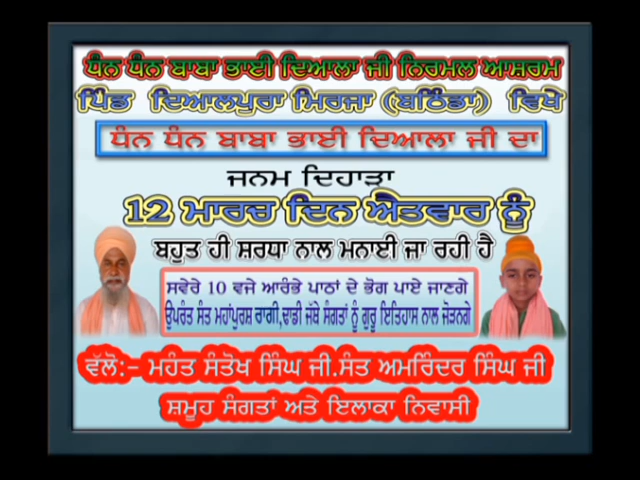 ਧੰਨ ਧੰਨ ਬਾਬਾ ਭਾਈ ਦਿਆਲਾ ਜੀ ਨਿਰਮਲ ਆਸ਼ਰਮ
ਪਿੰਡ ਦਿਆਲਪੁਰਾ ਮਿਰਜਾ (ਬਠਿੰਡਾ) ਵਿਖੇ
ਧੰਨ ਧੰਨ ਬਾਬਾ ਭਾਈ ਦਿਆਲਾ ਜੀ ਦਾ
ਜਨਮ ਦਿਹਾੜਾ
12 ਮਾਰਚ ਦਿਨ ਐਤਵਾਰ ਨੂੰ
ਬਹੁਤ ਹੀ ਸ਼ਰਧਾ ਨਾਲ ਮਨਾਈ ਜਾ ਰਹੀ ਹੈ
ਸਵੇਰੇ 10 ਵਜੇ ਆਰੰਭੇ ਪਾਠਾਂ ਦੇ ਭੋਗ ਪਾਏ ਜਾਣਗੇ
ਉਪਰੰਤ ਸੰਤ ਮਹਾਂਪੁਰਸ਼ ਰਾਗੀ,ਢਾਡੀ ਜੱਥੇ ਸੰਗਤਾਂ ਨੂੰ ਗੁਰੂ ਇਤਿਹਾਸ ਨਾਲ ਜੋੜਨਗੇ
ਵੱਲੋ:- ਮਹੰਤ ਸੰਤੋਖ ਸਿੰਘ ਜੀ.ਸੰਤ ਅਮਰਿੰਦਰ ਸਿੰਘ ਜੀ
ਸ਼ਮੂਹ ਸੰਗਤਾਂ ਅਤੇ ਇਲਾਕਾ ਨਿਵਾਸੀ